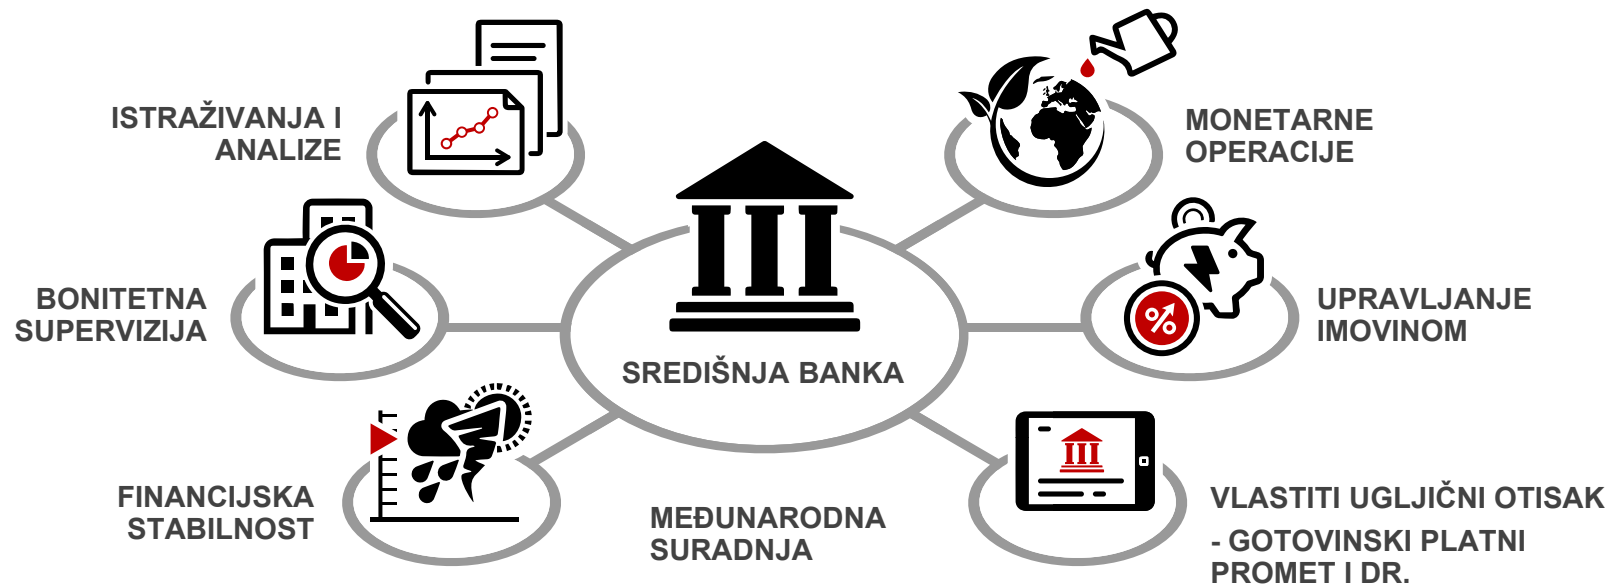 ISTRAŽIVANJA I
ANALIZE
MONETARNE
OPERACIJE
BONITETNA
SUPERVIZIJA
UPRAVLJANJE
IMOVINOM
SREDIŠNJA BANKA
FINANCIJSKA
STABILNOST
MEĐUNARODNA
SURADNJA
VLASTITI UGLJIČNI OTISAK
- GOTOVINSKI PLATNI
PROMET I DR.
%